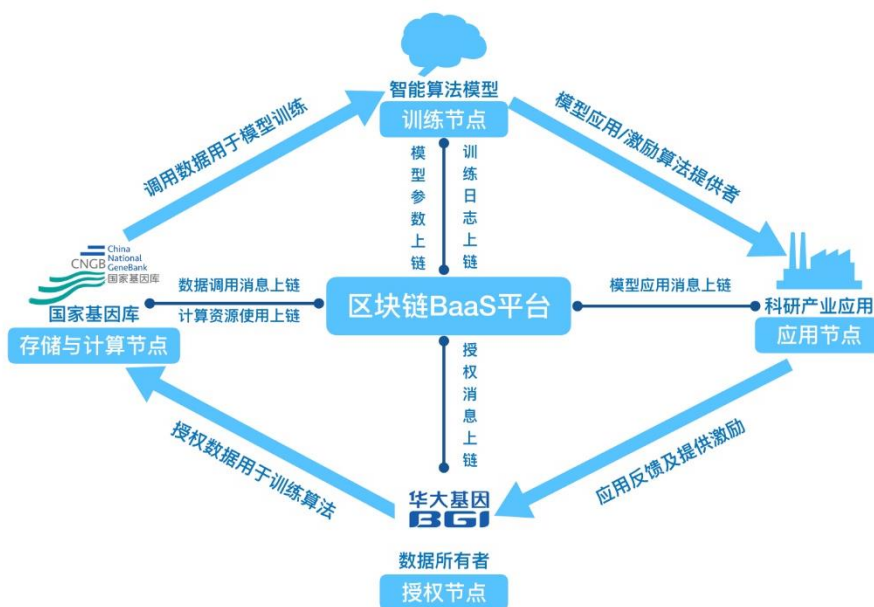 智能算法模型
训练节点
调用数据用于模型训练
模型应用/激励算法提供者
模型参数上链
训练日志上链
CNGB
China
National
GeneBank
国家基因库
国家基因库
存储与计算节点
数据调用消息上链
计算资源使用上链
区块链BaaS平台
模型应用消息上链
科研产业应用
应用节点
授权消息上链
授权数据用于训练算法
应用反馈及提供激励
华大基因
BGI
数据所有者
授权节点